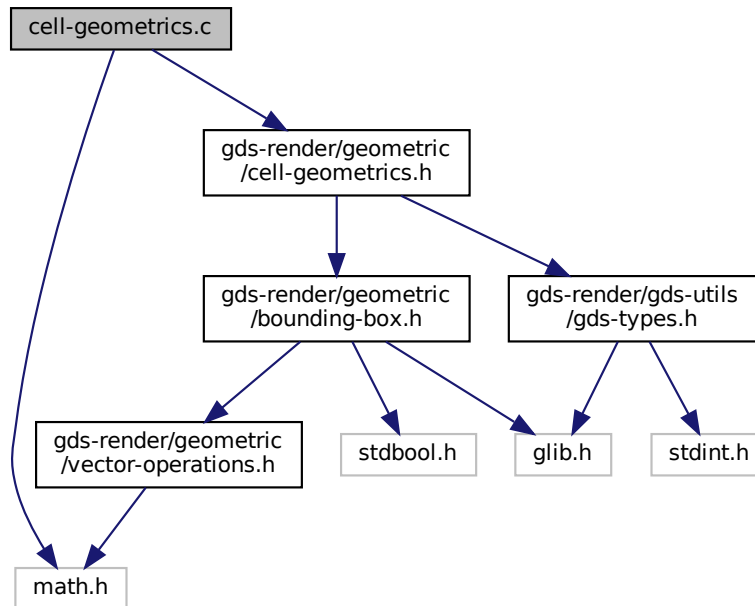 cell-geometrics.c
gds-render/geometric
/cell-geometrics.h
gds-render/geometric
/bounding-box.h
gds-render/gds-utils
/gds-types.h
gds-render/geometric
/vector-operations.h
stdbool.h
glib.h
stdint.h
math.h